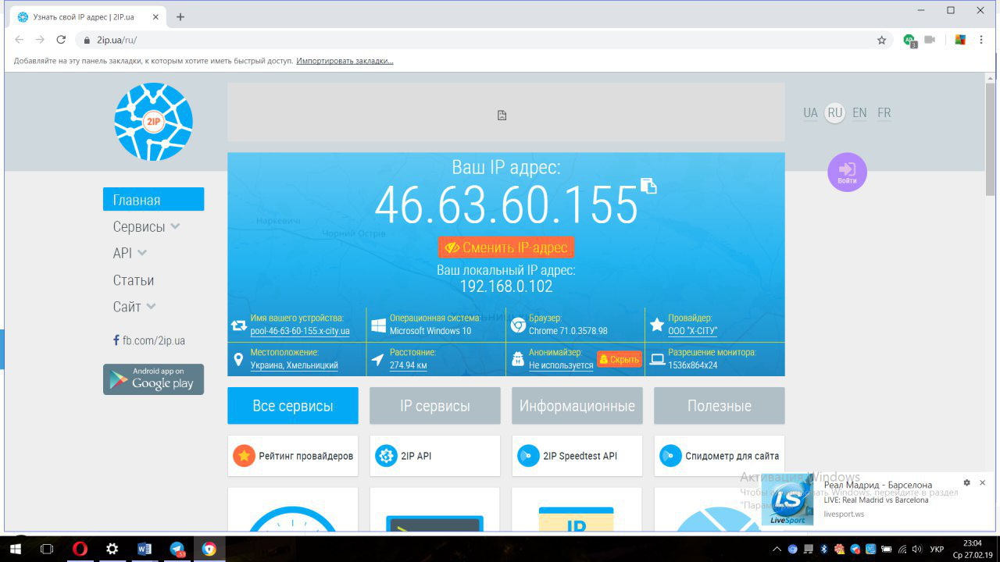 Узнать свой IP адрес | 2IP.ua
2ip.ua/ru/
3
Добавляйте на эту панель закладки, к которым хотите иметь быстрый доступ. Импортировать закладки...
2IP
UA RU EN FR
Войти
Главная
Сервисы
API
Статьи
Сайт
fb.com/2ip.ua
Android app on
Google play
Ваш IP адрес:
46.63.60.155
Наркевичі
Чорний Острів
Сменить IP-адрес
Ваш локальный IP адрес:
192.168.0.102
Имя вашего устройства:
pool-46-63-60-155.x-city.ua
Операционная система:
Microsoft Windows 10
Браузер:
Chrome 71.0.3578.98
Провайдер:
ООО "X-CITY"
Местоположение:
Украина, Хмельницкий
Расстояние:
274.94 км
Анонимайзер:
Не используется
Скрыть
Разрешение монитора:
1536x864x24
Все сервисы
IP сервисы
Информационные
Полезные
Рейтинг провайдеров
2IP API
2IP Speedtest API
Спидометр для сайта
IP
Активация Windows
Чтобы активировать Windows, перейдите в раздел
"Параметры
LS
LiveSport
Реал Мадрид - Барселона
LIVE: Real Madrid vs Barcelona
livesport.ws
53
УКР
23:04
Ср 27.02.19